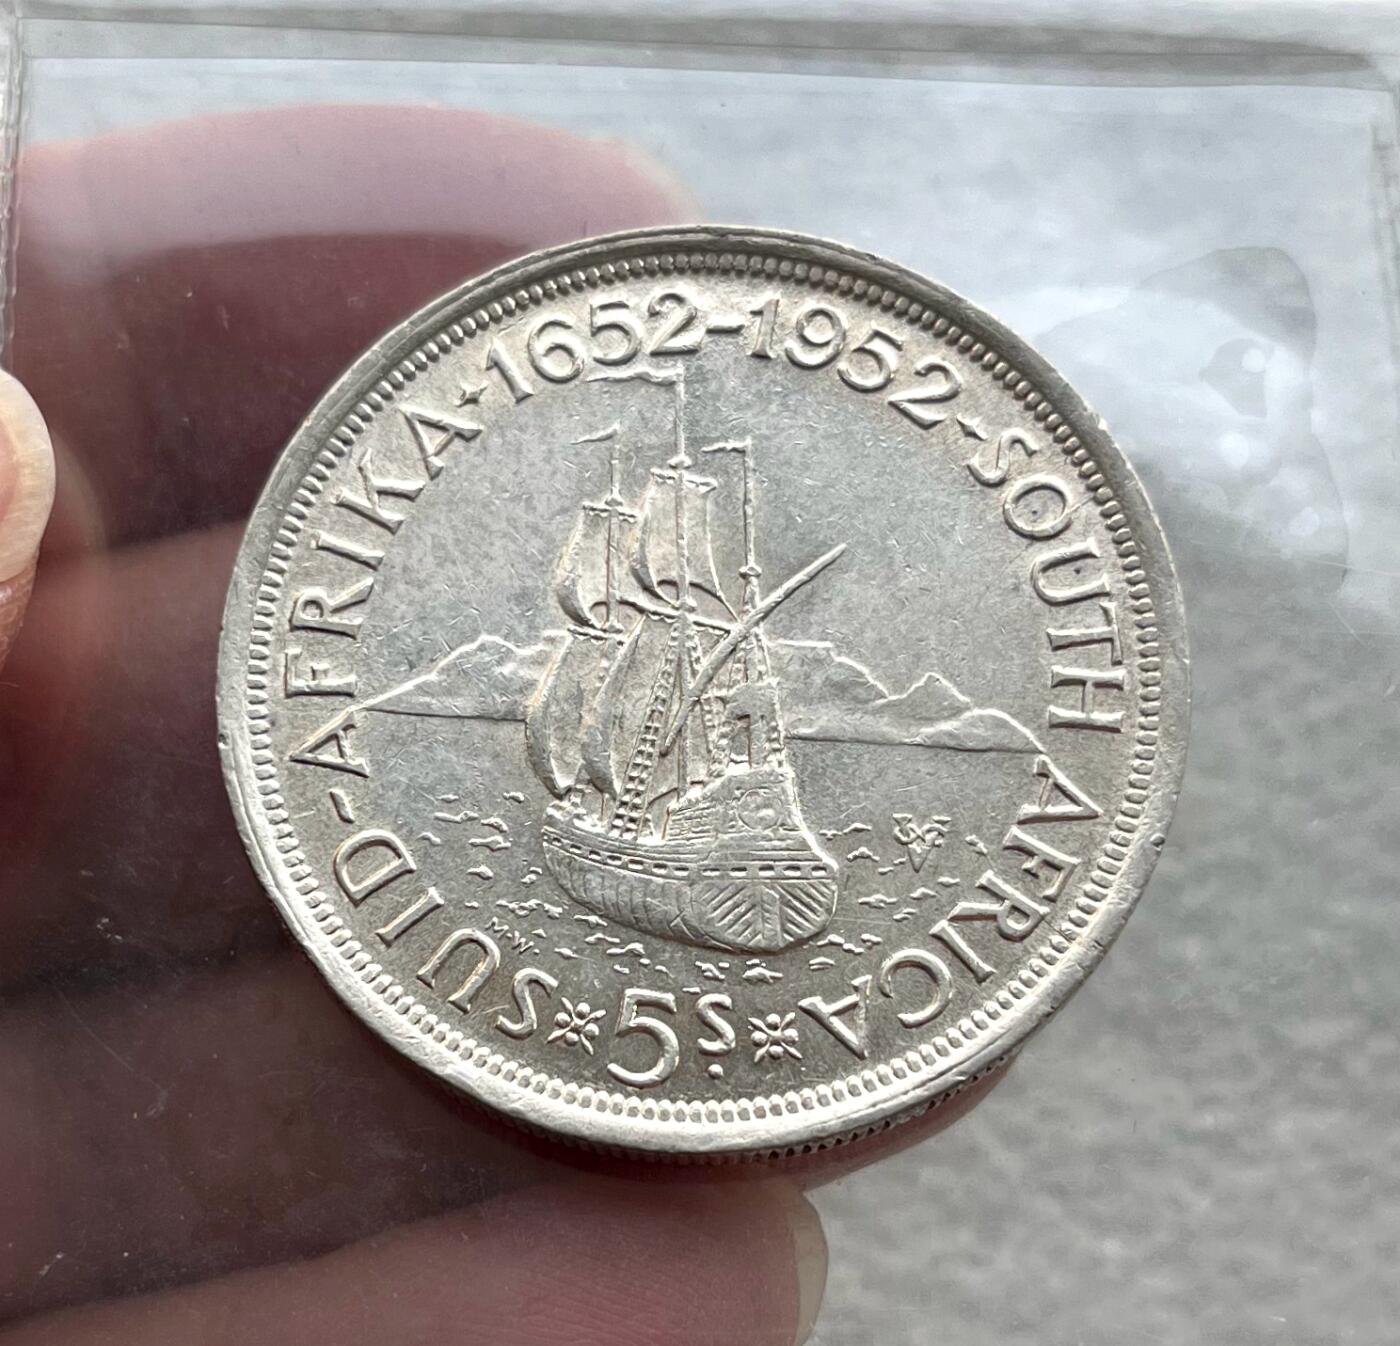 SUID-AFRIKA·1652-1952·SOUTH AFRICA
5S.
M.W.